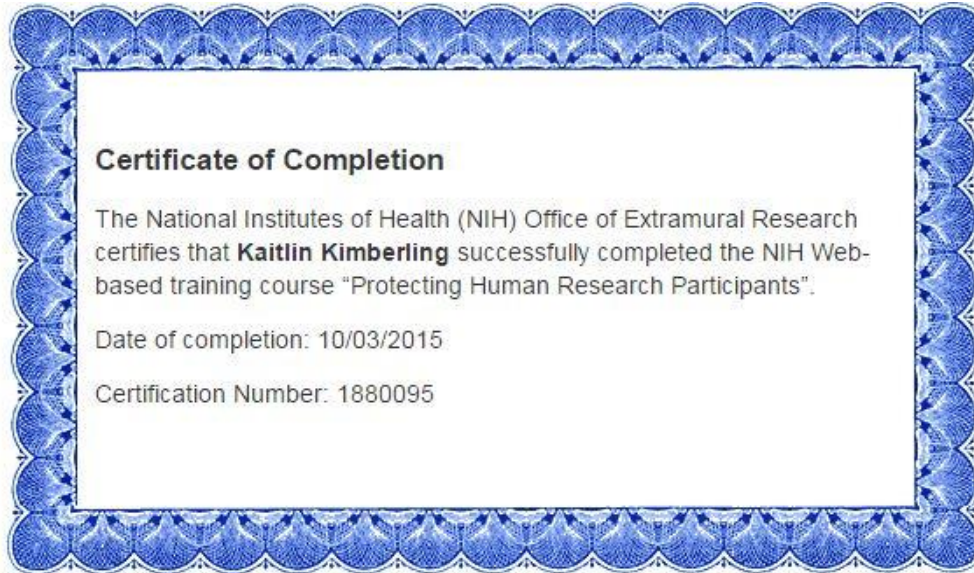 Certificate of Completion
The National Institutes of Health (NIH) Office of Extramural Research
certifies that Kaitlin Kimberling successfully completed the NIH Web-
based training course “Protecting Human Research Participants”.
Date of completion: 10/03/2015
Certification Number: 1880095